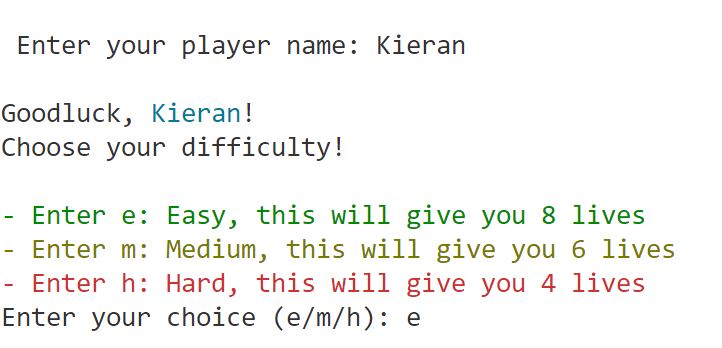 Enter your player name: Kieran
Goodluck, Kieran!
Choose your difficulty!
- Enter e: Easy, this will give you 8 lives
- Enter m: Medium, this will give you 6 lives
- Enter h: Hard, this will give you 4 lives
Enter your choice (e/m/h): e